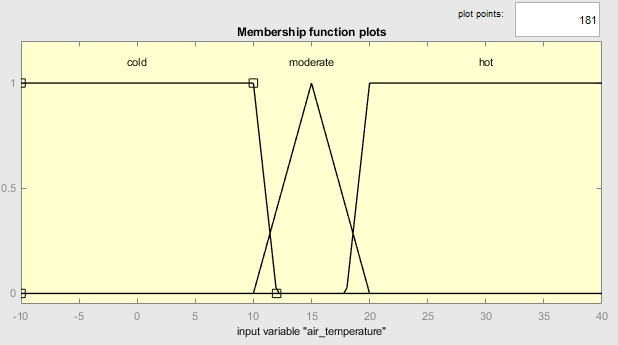 plot points: 181
Membership function plots
cold moderate hot
1
0.5
0
-10 -5 0 5 10 15 20 25 30 35 40
input variable "air_temperature"